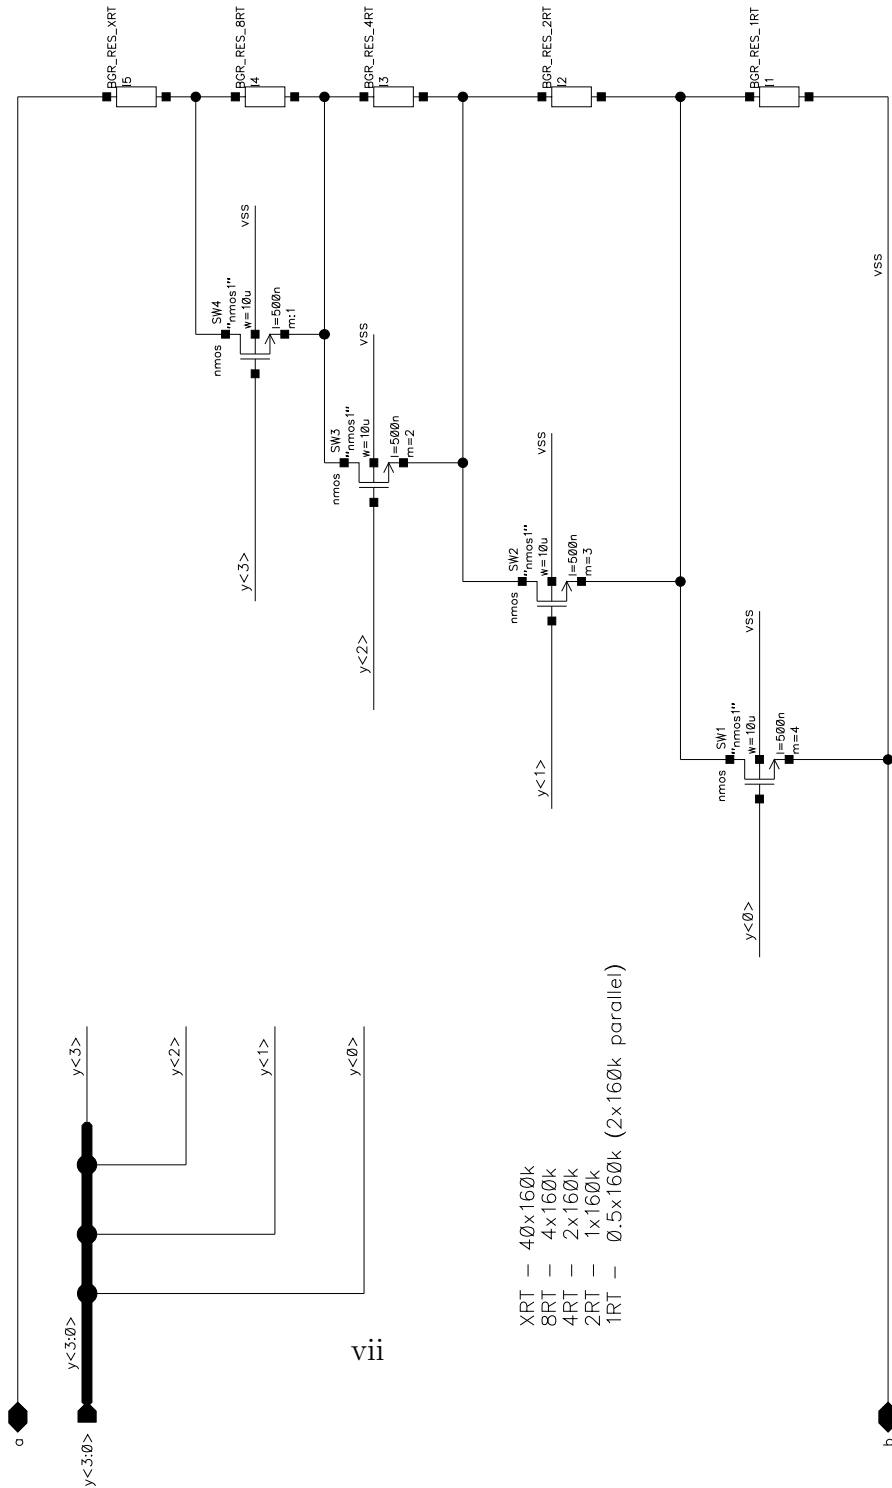 BGR_RES_XRT
I5
BGR_RES_8RT
I4
BGR_RES_4RT
I3
BGR_RES_2RT
I2
BGR_RES_1RT
I1
vss
SW4
"nmos1"
nmos
w=10u
l=500n
m:1
vss
y<3>
SW3
"nmos1"
nmos
w=10u
l=500n
m=2
vss
y<2>
SW2
"nmos1"
nmos
w=10u
l=500n
m=3
vss
y<1>
SW1
"nmos1"
nmos
w=10u
l=500n
m=4
vss
y<0>
y<3>
y<2>
y<1>
y<0>
y<3:0>
y<3:0>
a
b
XRT – 40x160k
8RT – 4x160k
4RT – 2x160k
2RT – 1x160k
1RT – 0.5x160k (2x160k parallel)
vii